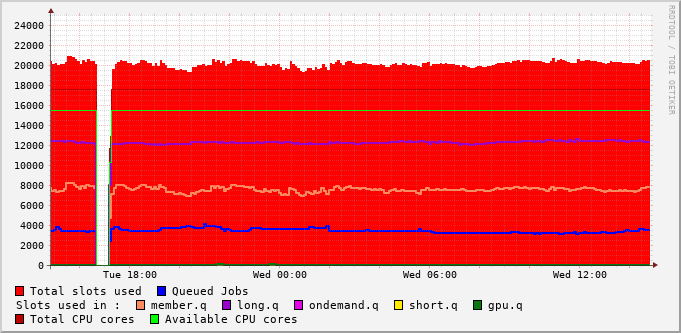 24000
22000
20000
18000
16000
14000
12000
10000
8000
6000
4000
2000
0
Tue 18:00 Wed 00:00 Wed 06:00 Wed 12:00
RRDTOOL / TOBI OETIKER
Total slots used Queued Jobs
Slots used in : member.q long.q ondemand.q short.q gpu.q
Total CPU cores Available CPU cores